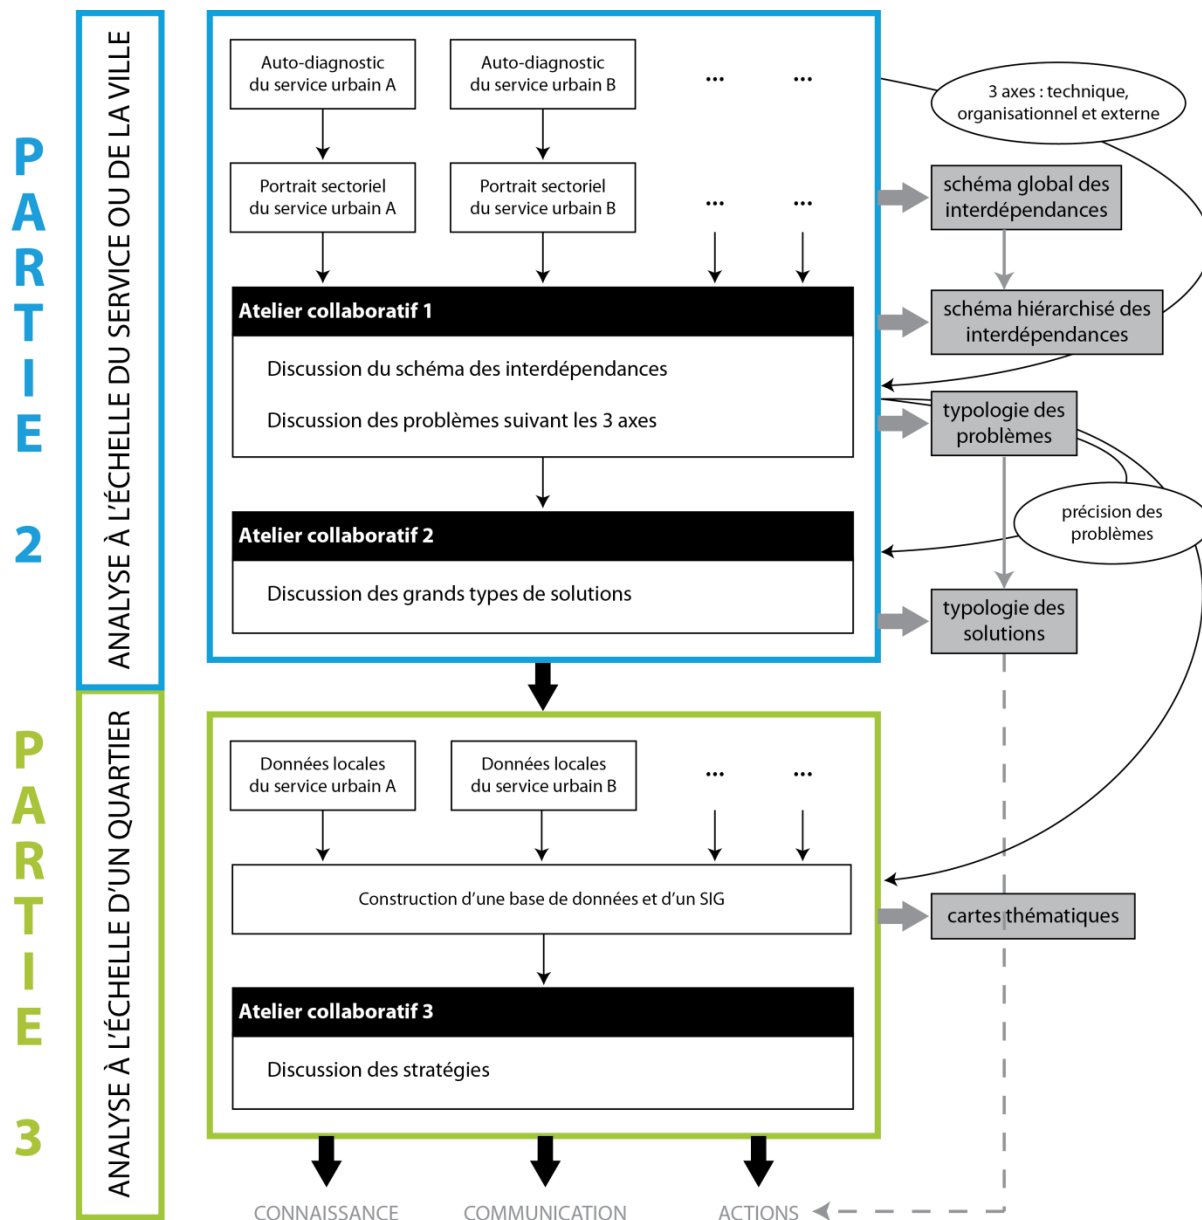 PARTIE 2
ANALYSE À L'ÉCHELLE DU SERVICE OU DE LA VILLE
Auto-diagnostic
du service urbain A
Auto-diagnostic
du service urbain B
...
...
3 axes : technique,
organisationnel et externe
Portrait sectoriel
du service urbain A
Portrait sectoriel
du service urbain B
...
...
schéma global des
interdépendances
Atelier collaboratif 1
schéma hiérarchisé des
interdépendances
Discussion du schéma des interdépendances
Discussion des problèmes suivant les 3 axes
typologie des
problèmes
précision des
problèmes
Atelier collaboratif 2
Discussion des grands types de solutions
typologie des
solutions
PARTIE 3
ANALYSE À L'ÉCHELLE D'UN QUARTIER
Données locales
du service urbain A
Données locales
du service urbain B
...
...
Construction d'une base de données et d'un SIG
cartes thématiques
Atelier collaboratif 3
Discussion des stratégies
CONNAISSANCE
COMMUNICATION
ACTIONS